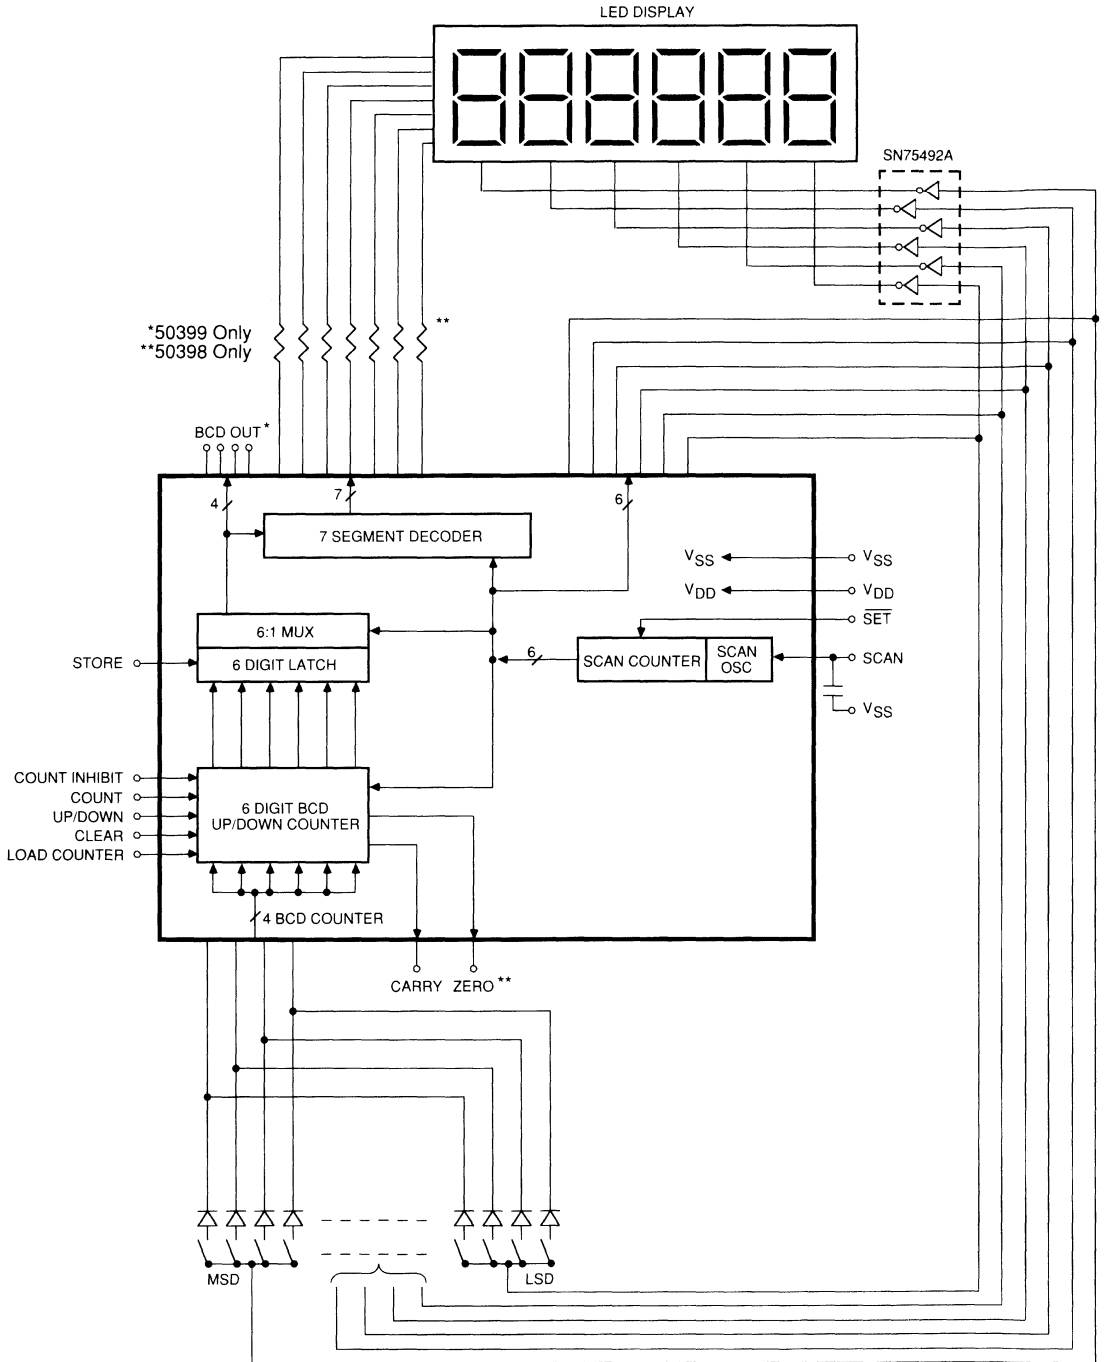 LED DISPLAY
SN75492A
*50399 Only
**50398 Only
**
BCD OUT*
4
7
6
7 SEGMENT DECODER
VSS
VSS
VDD
VDD
SET
6:1 MUX
STORE
6 DIGIT LATCH
6
SCAN COUNTER
SCAN
OSC
SCAN
VSS
COUNT INHIBIT
COUNT
UP/DOWN
CLEAR
LOAD COUNTER
6 DIGIT BCD
UP/DOWN COUNTER
4 BCD COUNTER
CARRY
ZERO**
MSD
LSD